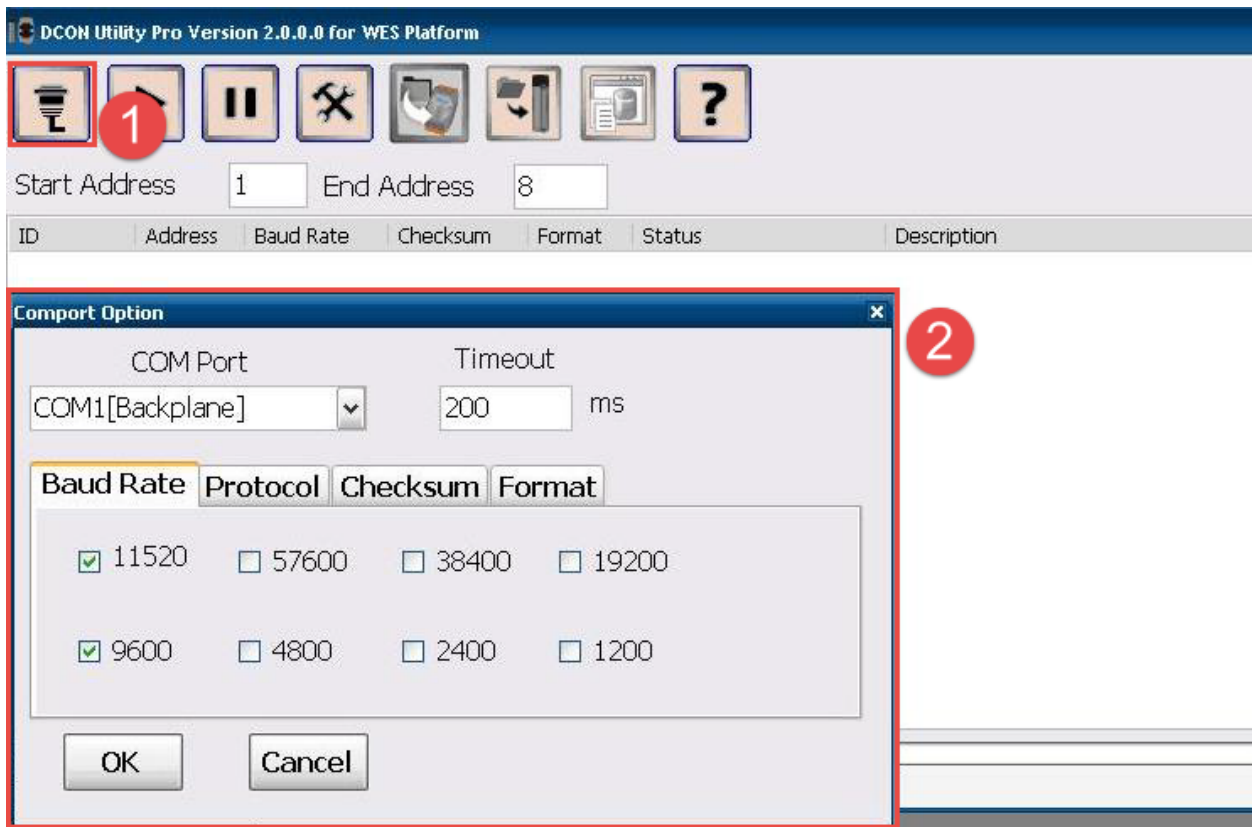 DCON Utility Pro Version 2.0.0.0 for WES Platform
1
?
Start Address 1 End Address 8
ID Address Baud Rate Checksum Format Status Description
Comport Option
2
COM Port Timeout
COM1[Backplane] 200 ms
Baud Rate Protocol Checksum Format
11520 57600 38400 19200
9600 4800 2400 1200
OK Cancel